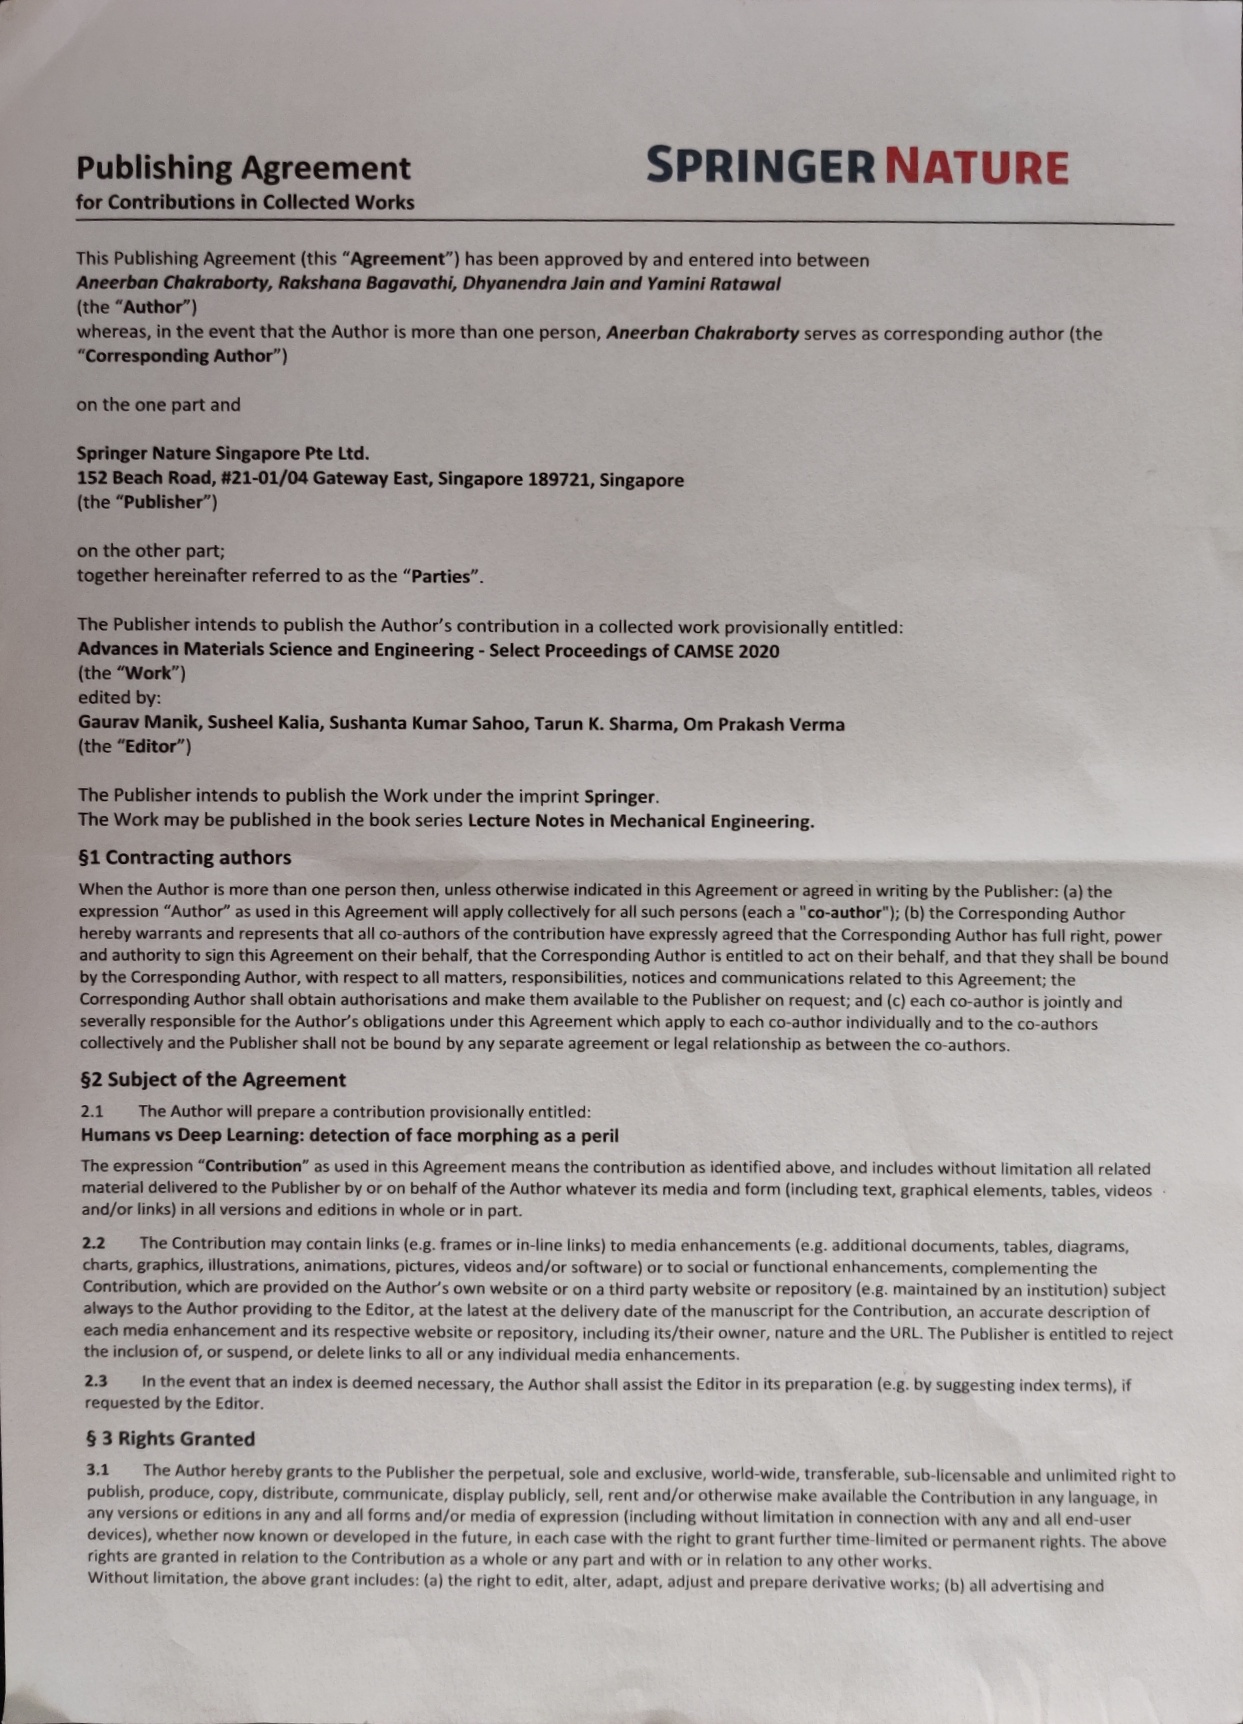 Publishing Agreement
for Contributions in Collected Works
SPRINGER NATURE
This Publishing Agreement (this “Agreement”) has been approved by and entered into between
Aneerban Chakraborty, Rakshana Bagavathi, Dhyanendra Jain and Yamini Ratawal
(the “Author”)
whereas, in the event that the Author is more than one person, Aneerban Chakraborty serves as corresponding author (the
“Corresponding Author”)
on the one part and
Springer Nature Singapore Pte Ltd.
152 Beach Road, #21-01/04 Gateway East, Singapore 189721, Singapore
(the “Publisher”)
on the other part;
together hereinafter referred to as the “Parties”.
The Publisher intends to publish the Author’s contribution in a collected work provisionally entitled:
Advances in Materials Science and Engineering - Select Proceedings of CAMSE 2020
(the “Work”)
edited by:
Gaurav Manik, Susheel Kalia, Sushanta Kumar Sahoo, Tarun K. Sharma, Om Prakash Verma
(the “Editor”)
The Publisher intends to publish the Work under the imprint Springer.
The Work may be published in the book series Lecture Notes in Mechanical Engineering.
§1 Contracting authors
When the Author is more than one person then, unless otherwise indicated in this Agreement or agreed in writing by the Publisher: (a) the
expression “Author” as used in this Agreement will apply collectively for all such persons (each a "co-author"); (b) the Corresponding Author
hereby warrants and represents that all co-authors of the contribution have expressly agreed that the Corresponding Author has full right, power
and authority to sign this Agreement on their behalf, that the Corresponding Author is entitled to act on their behalf, and that they shall be bound
by the Corresponding Author, with respect to all matters, responsibilities, notices and communications related to this Agreement; the
Corresponding Author shall obtain authorisations and make them available to the Publisher on request; and (c) each co-author is jointly and
severally responsible for the Author’s obligations under this Agreement which apply to each co-author individually and to the co-authors
collectively and the Publisher shall not be bound by any separate agreement or legal relationship as between the co-authors.
§2 Subject of the Agreement
2.1 The Author will prepare a contribution provisionally entitled:
Humans vs Deep Learning: detection of face morphing as a peril
The expression “Contribution” as used in this Agreement means the contribution as identified above, and includes without limitation all related
material delivered to the Publisher by or on behalf of the Author whatever its media and form (including text, graphical elements, tables, videos
and/or links) in all versions and editions in whole or in part.
2.2 The Contribution may contain links (e.g. frames or in-line links) to media enhancements (e.g. additional documents, tables, diagrams,
charts, graphics, illustrations, animations, pictures, videos and/or software) or to social or functional enhancements, complementing the
Contribution, which are provided on the Author’s own website or on a third party website or repository (e.g. maintained by an institution) subject
always to the Author providing to the Editor, at the latest at the delivery date of the manuscript for the Contribution, an accurate description of
each media enhancement and its respective website or repository, including its/their owner, nature and the URL. The Publisher is entitled to reject
the inclusion of, or suspend, or delete links to all or any individual media enhancements.
2.3 In the event that an index is deemed necessary, the Author shall assist the Editor in its preparation (e.g. by suggesting index terms), if
requested by the Editor.
§ 3 Rights Granted
3.1 The Author hereby grants to the Publisher the perpetual, sole and exclusive, world-wide, transferable, sub-licensable and unlimited right to
publish, produce, copy, distribute, communicate, display publicly, sell, rent and/or otherwise make available the Contribution in any language, in
any versions or editions in any and all forms and/or media of expression (including without limitation in connection with any and all end-user
devices), whether now known or developed in the future, in each case with the right to grant further time-limited or permanent rights. The above
rights are granted in relation to the Contribution as a whole or any part and with or in relation to any other works.
Without limitation, the above grant includes: (a) the right to edit, alter, adapt, adjust and prepare derivative works; (b) all advertising and